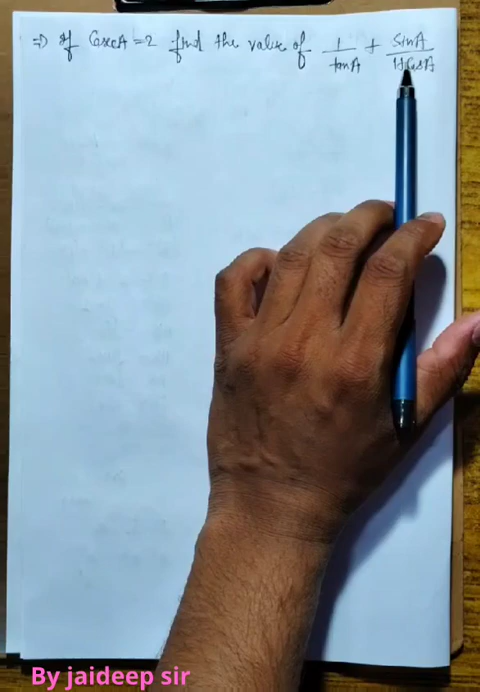 ⇒ If CosecA = 2 find the value of 1/tanA + sinA/1+cosA
By jaideep sir